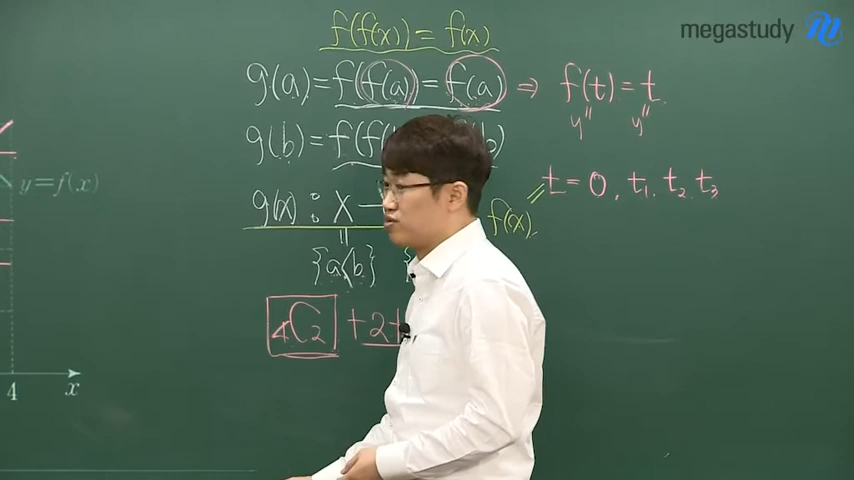 megastudy
f(f(x)) = f(x)
g(a) = f(f(a)) = f(a) ⇒ f(t) = t
y" y"
g(b) = f(f( b)
t = 0, t₁, t₂, t₃
g(x) : X → f(x)
{a, b} {
₄C₂ + 2+
y=f(x)
4 x